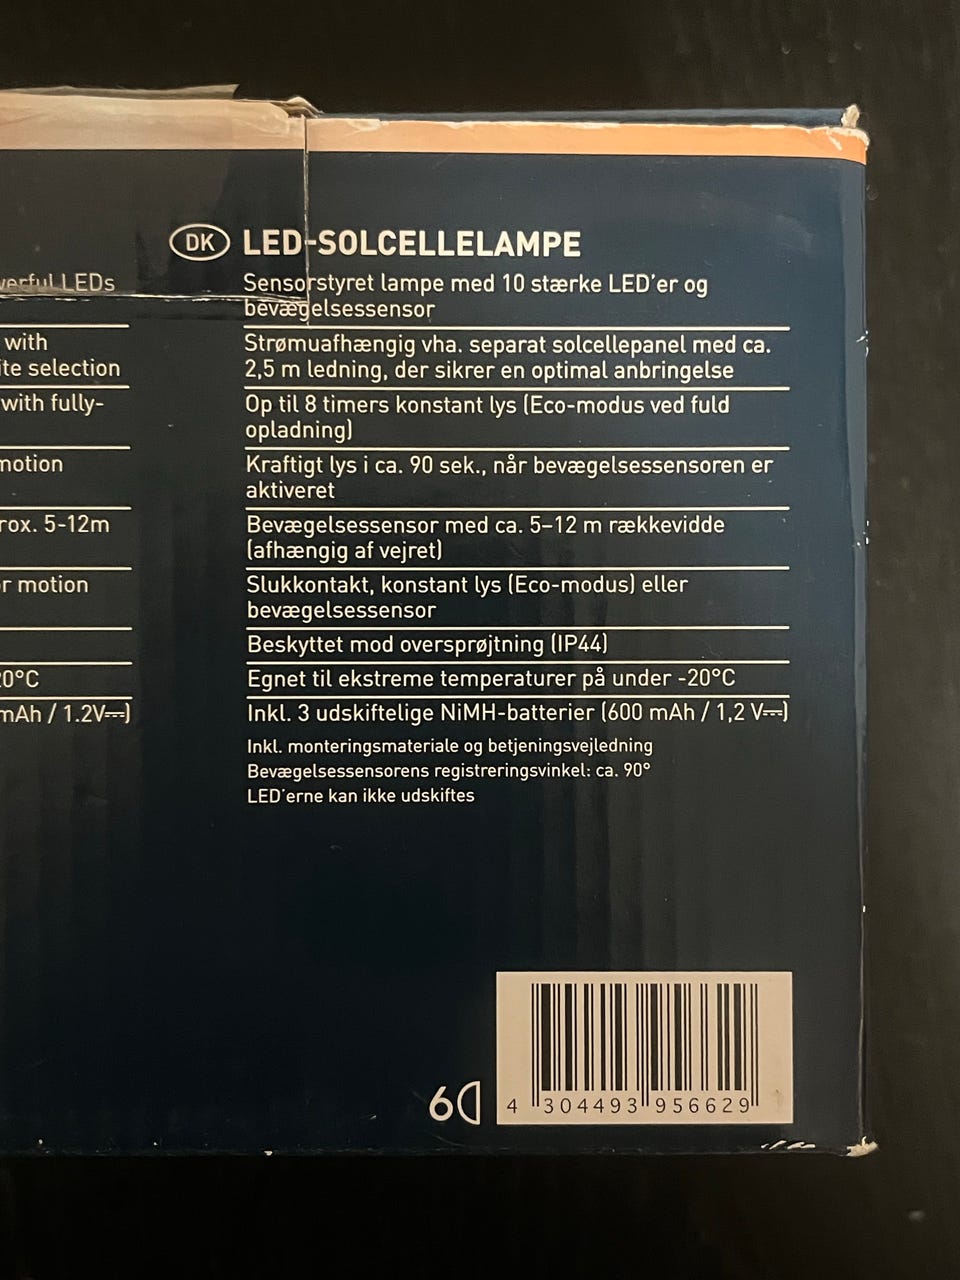 LEDs
with
selection
with fully-
motion
5-12m
motion
mAh / 1.2V⎓)
DK LED-SOLCELLELAMPE
Sensorstyret lampe med 10 stærke LED'er og
bevægelsessensor
Strømuafhængig vha. separat solcellepanel med ca.
2,5 m ledning, der sikrer en optimal anbringelse
Op til 8 timers konstant lys (Eco-modus ved fuld
opladning)
Kraftigt lys i ca. 90 sek., når bevægelsessensoren er
aktiveret
Bevægelsessensor med ca. 5–12 m rækkevidde
(afhængig af vejret)
Slukkontakt, konstant lys (Eco-modus) eller
bevægelsessensor
Beskyttet mod oversprøjtning (IP44)
Egnet til ekstreme temperaturer på under -20°C
Inkl. 3 udskiftelige NiMH-batterier (600 mAh / 1,2 V⎓)
Inkl. monteringsmateriale og betjeningsvejledning
Bevægelsessensorens registreringsvinkel: ca. 90°
LED'erne kan ikke udskiftes
6
4 304493 956629